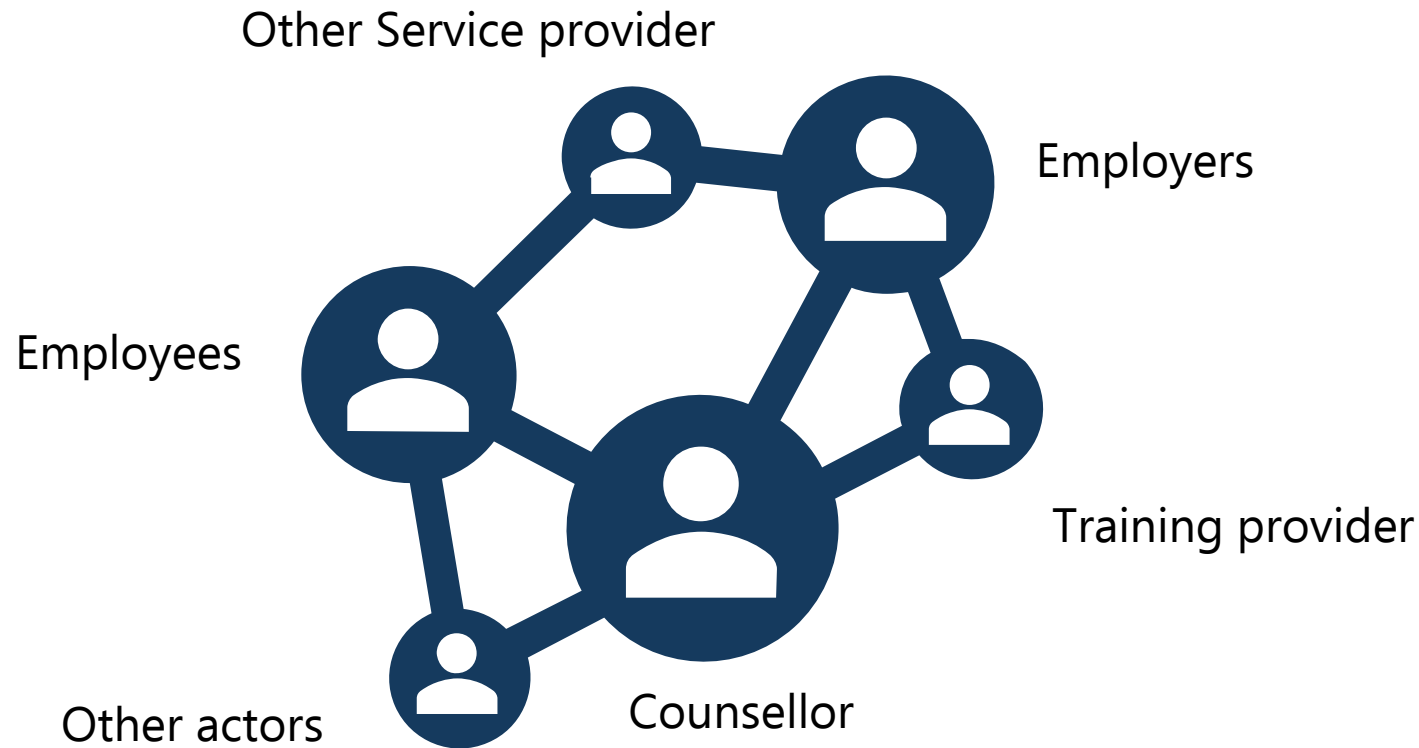 Other Service provider
Employers
Employees
Training provider
Counsellor
Other actors